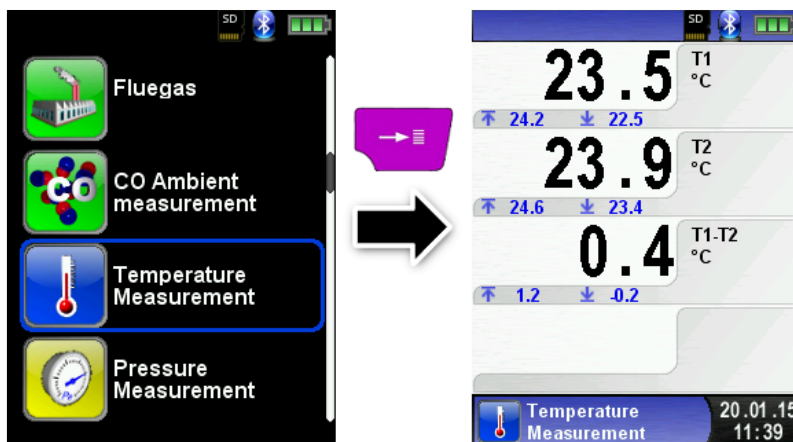 SD
Fluegas
CO
CO Ambient
measurement
Temperature
Measurement
Pressure
Measurement
Pa
SD
23.5
T1
°C
24.2 22.5
23.9
T2
°C
24.6 23.4
0.4
T1-T2
°C
1.2 -0.2
Temperature
Measurement
20.01.15
11:39